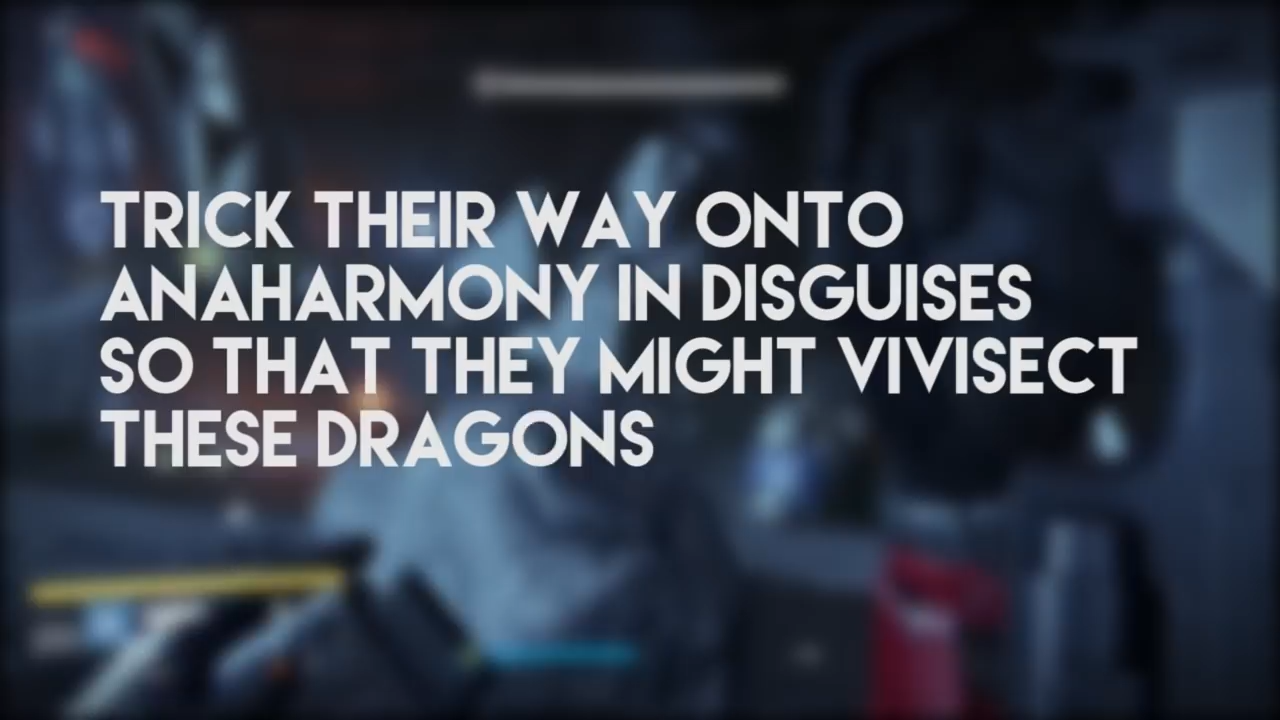 TRICK THEIR WAY ONTO
ANAHARMONY IN DISGUISES
SO THAT THEY MIGHT VIVISECT
THESE DRAGONS